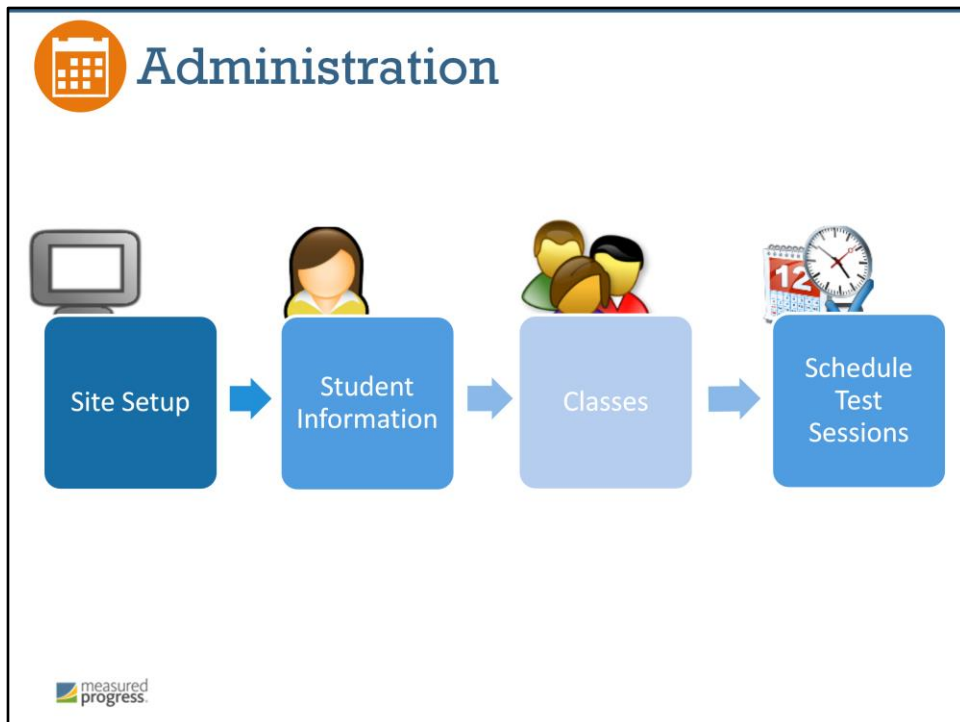 Administration
12
Site Setup
Student
Information
Classes
Schedule
Test
Sessions
measured
progress.